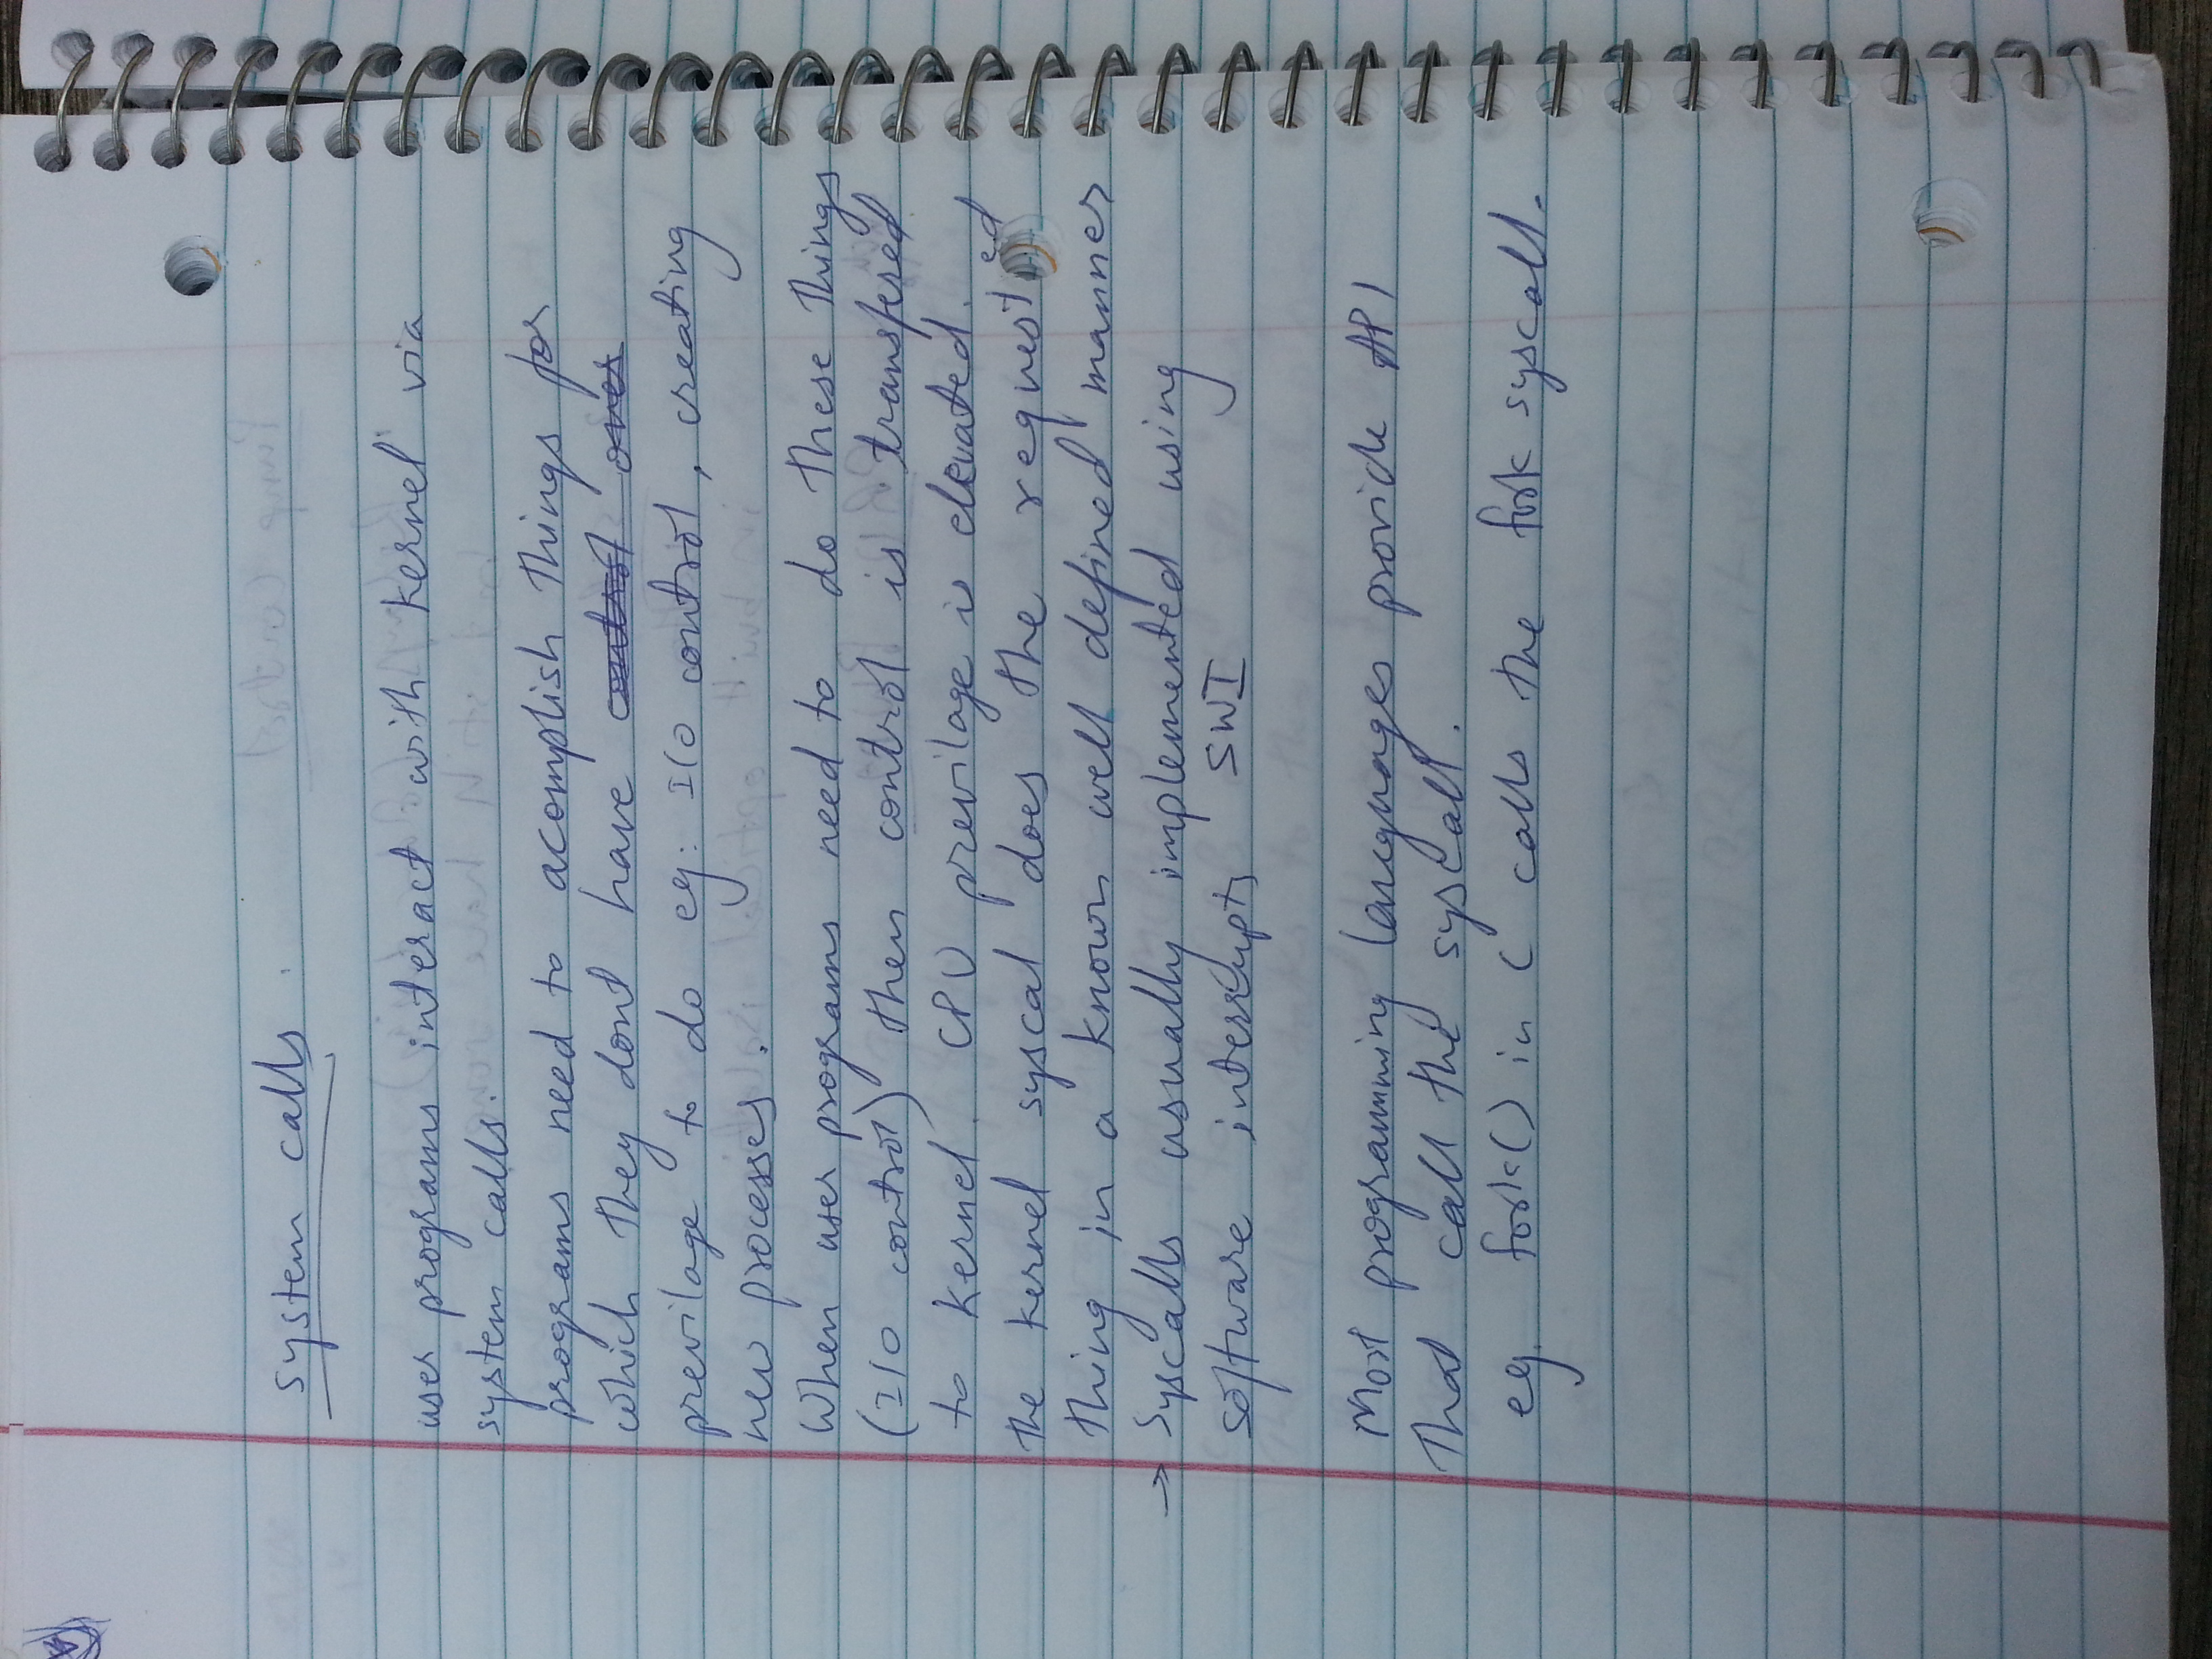 system calls
user programs interact with kernel via
system calls.
programs need to acomplish things for
which they dont have control over
previlage to do eg: I/O control, creating
new processes.
When user programs need to do these things
(I/O control) then control is transfered
to kernel. CPU previlage is elevated.
the kernel syscal does the requested
thing in a known well defined manner
→ Syscalls usually implemented using
software interrupts SWI
Most programming languages provide API
that call the syscall.
eg. fork() in C calls the fork syscall.